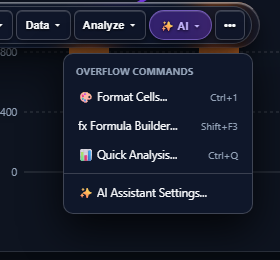 Data Analyze AI •••
800
OVERFLOW COMMANDS
Format Cells... Ctrl+1
400
fx Formula Builder... Shift+F3
Quick Analysis... Ctrl+Q
0
AI Assistant Settings...